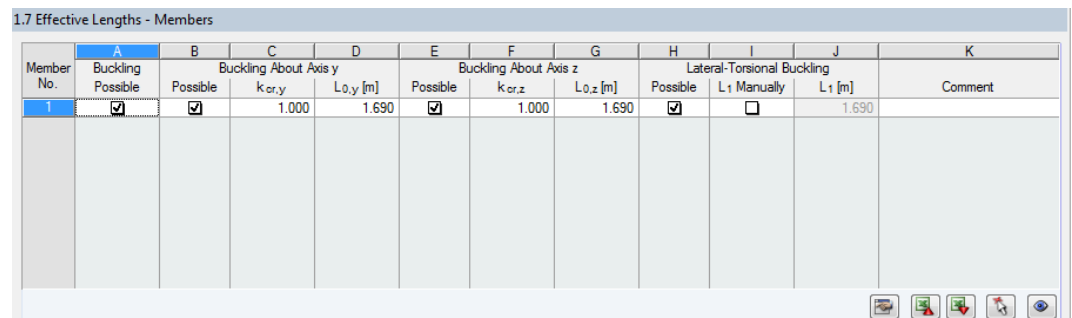 1.7 Effective Lengths - Members
A B C D E F G H I J K
Member Buckling Buckling About Axis y Buckling About Axis z Lateral-Torsional Buckling
No. Possible Possible kcr,y L0,y [m] Possible kcr,z L0,z [m] Possible L1 Manually L1 [m] Comment
1 1.000 1.690 1.000 1.690 1.690